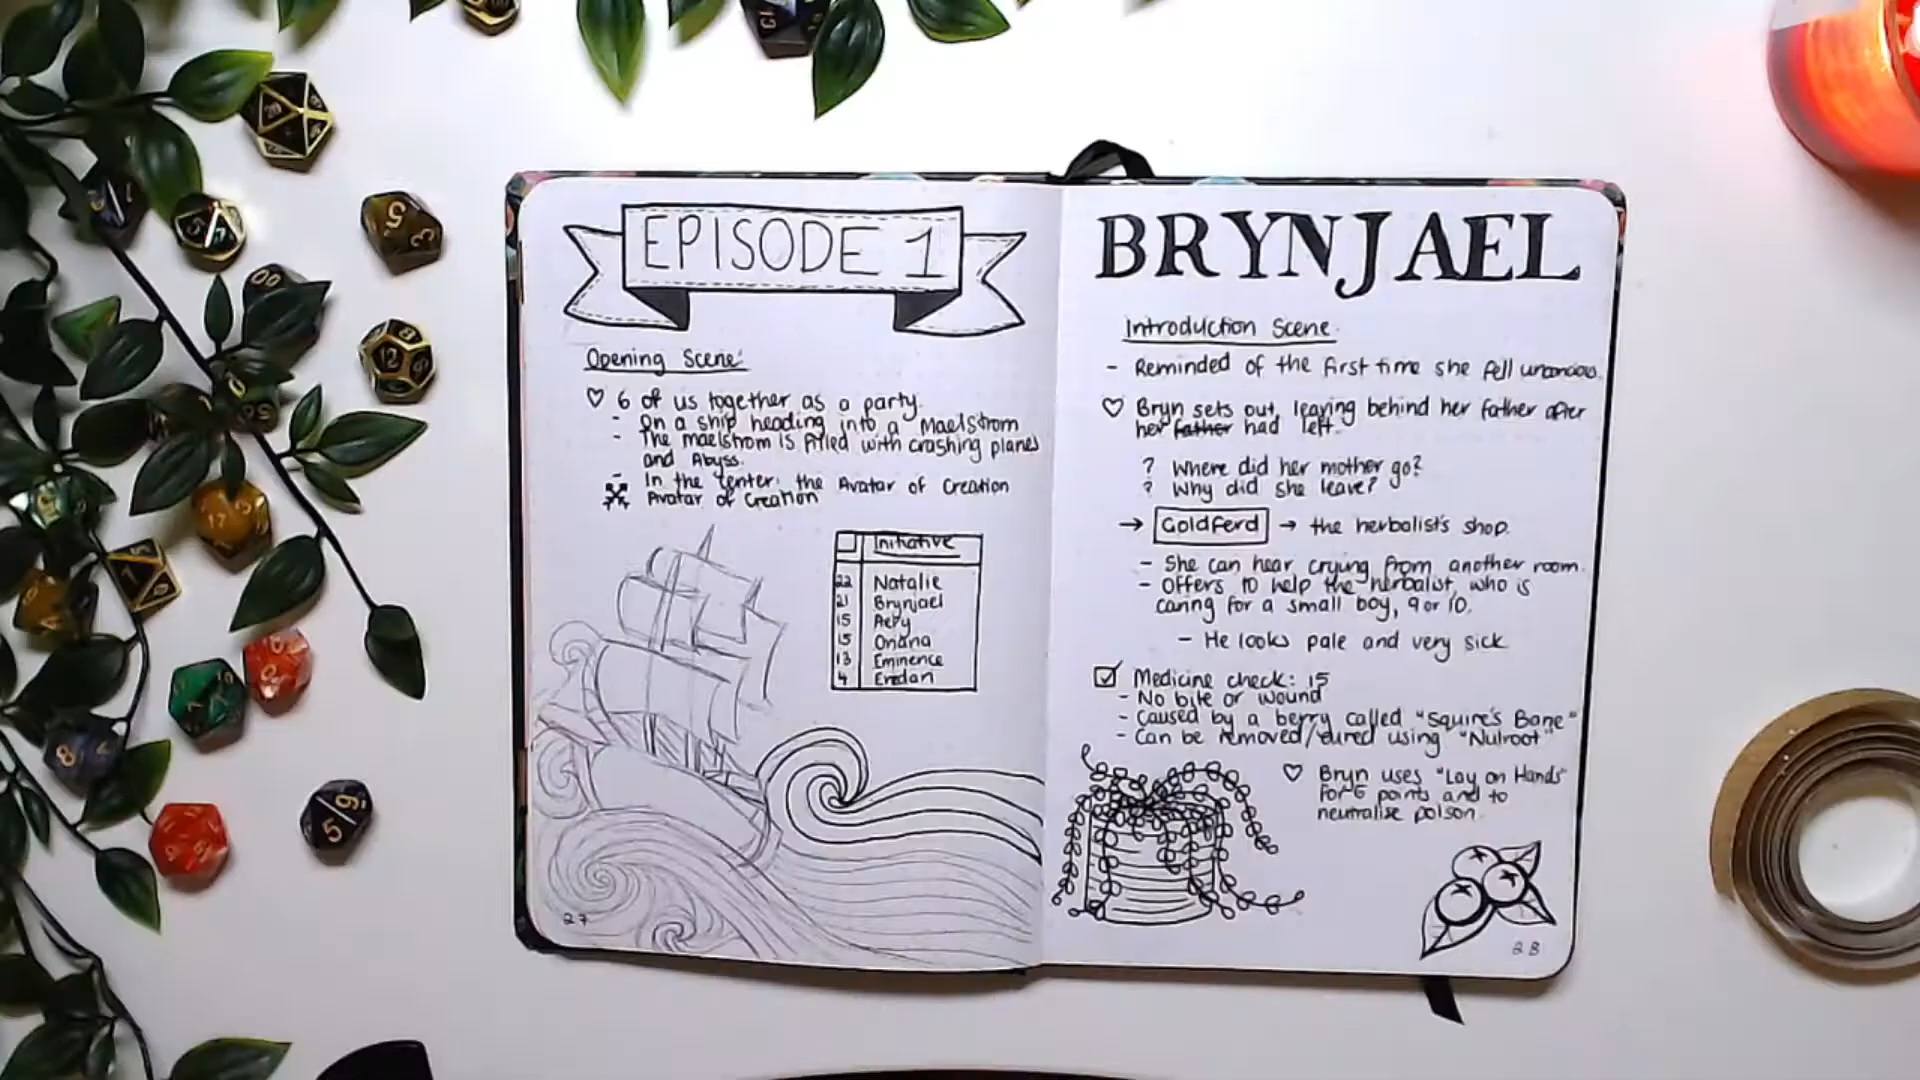 EPISODE 1
Opening Scene:
♡ 6 of us together as a party.
- On a ship heading into a Maelstrom
- The maelstrom is filled with crashing planes
and Abyss.
- In the center: the Avatar of Creation
Avatar of Creation
Initiative
22 Natalie
21 Brynjael
15 Aery
15 Onana
13 Eminence
4 Eredan
27
BRYNJAEL
Introduction Scene.
- Reminded of the first time she fell
♡ Bryn sets out, leaving behind her father after
her father had left.
? Where did her mother go?
? Why did she leave?
→ Goldferd → the herbalist's shop.
- She can hear crying from another room.
- Offers to help the herbalist, who is
caring for a small boy, 9 or 10.
- He looks pale and very sick
☑ Medicine check: 15
- No bite or wound
- Caused by a berry called "Squire's Bane"
- Can be removed/cured using "Nulroot"
♡ Bryn uses "Lay on Hands"
for 5 points and to
neutralise poison.
28